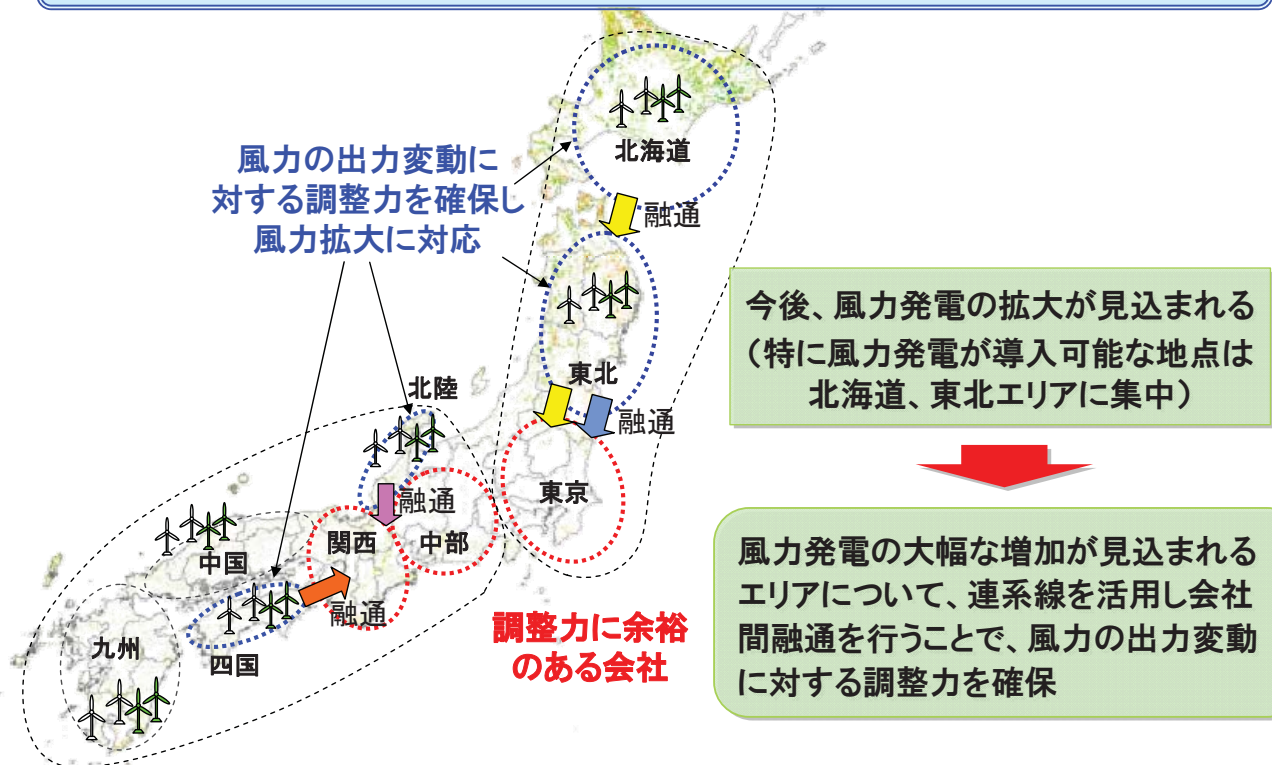 風力の出力変動に
対する調整力を確保し
風力拡大に対応
北海道
融通
東北
融通
北陸
融通
東京
関西
中部
中国
融通
四国
九州
調整力に余裕
のある会社
今後、風力発電の拡大が見込まれる
(特に風力発電が導入可能な地点は
北海道、東北エリアに集中)
風力発電の大幅な増加が見込まれる
エリアについて、連系線を活用し会社
間融通を行うことで、風力の出力変動
に対する調整力を確保